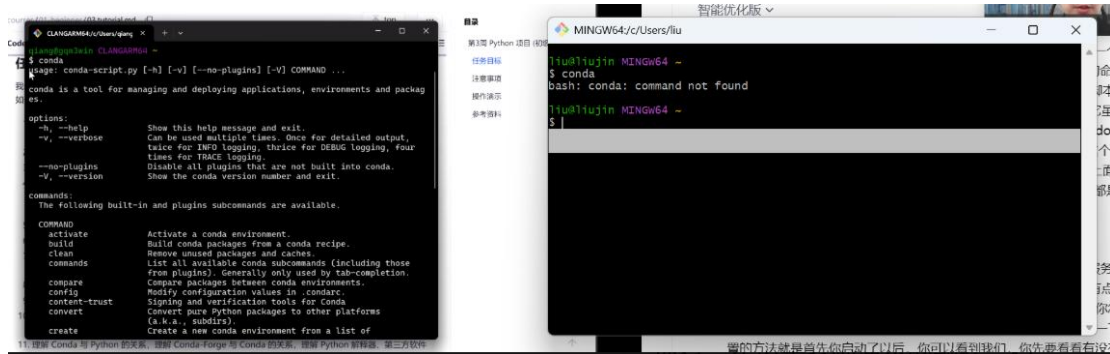 03 tutorial.md
CLANGARM64:/c/Users/qiang
qiang@gqn3win CLANGARM64 ~
$ conda
usage: conda-script.py [-h] [-v] [--no-plugins] [-V] COMMAND ...
conda is a tool for managing and deploying applications, environments and packag
es.
options:
-h, --help Show this help message and exit.
-v, --verbose Can be used multiple times. Once for detailed output,
twice for INFO logging, thrice for DEBUG logging, four
times for TRACE logging.
--no-plugins Disable all plugins that are not built into conda.
-V, --version Show the conda version number and exit.
commands:
The following built-in and plugins subcommands are available.
COMMAND
activate Activate a conda environment.
build Build conda packages from a conda recipe.
clean Remove unused packages and caches.
commands List all available conda subcommands (including those
from plugins). Generally only used by tab-completion.
compare Compare packages between conda environments.
config Modify configuration values in .condarc.
content-trust Signing and verification tools for Conda
convert Convert pure Python packages to other platforms
(a.k.a., subdirs).
create Create a new conda environment from a list of
11. 理解 Conda 与 Python 的关系, 理解 Conda-Forge 与 Conda 的关系, 理解 Python 解释器、第三方软件
目录
第3周 Python 项目
任务目标
注意事项
操作演示
参考资料
智能优化版
MINGW64:/c/Users/liu
liu@liujin MINGW64 ~
$ conda
bash: conda: command not found
liu@liujin MINGW64 ~
$
置的方法就是首先你启动了以后, 你可以看到我们, 你先要看看有没